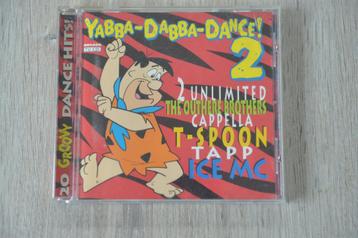 YABBA-DABBA-DANCE!
2
2 UNLIMITED
THE OUTHERE BROTHERS
CAPPELLA
T-SPOON
TAPP
ICE MC
20 GROOVY DANCE HITS!